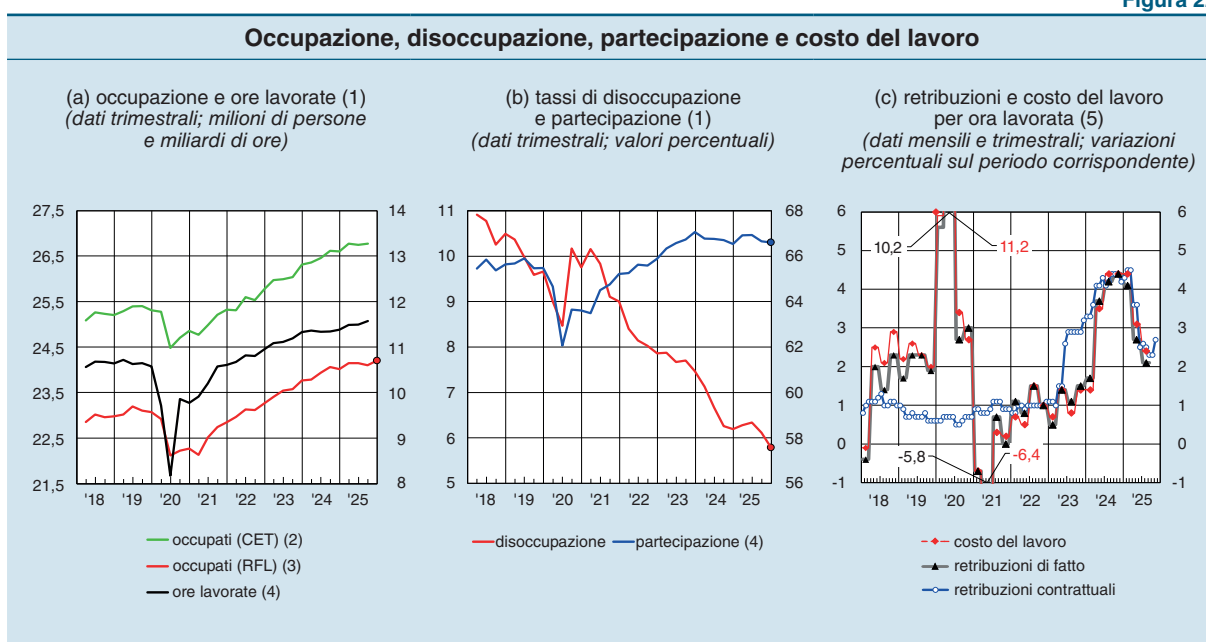 Figura 2
Occupazione, disoccupazione, partecipazione e costo del lavoro
(a) occupazione e ore lavorate (1)
(dati trimestrali; milioni di persone
e miliardi di ore)
27,5
26,5
25,5
24,5
23,5
22,5
21,5
14
13
12
11
10
9
8
'18 '19 '20 '21 '22 '23 '24 '25
occupati (CET) (2)
occupati (RFL) (3)
ore lavorate (4)
(b) tassi di disoccupazione
e partecipazione (1)
(dati trimestrali; valori percentuali)
11
10
9
8
7
6
5
68
66
64
62
60
58
56
'18 '19 '20 '21 '22 '23 '24 '25
disoccupazione partecipazione (4)
(c) retribuzioni e costo del lavoro
per ora lavorata (5)
(dati mensili e trimestrali; variazioni
percentuali sul periodo corrispondente)
6
5
4
3
2
1
0
-1
6
5
4
3
2
1
0
-1
10,2
11,2
-5,8
-6,4
'18 '19 '20 '21 '22 '23 '24 '25
costo del lavoro
retribuzioni di fatto
retribuzioni contrattuali